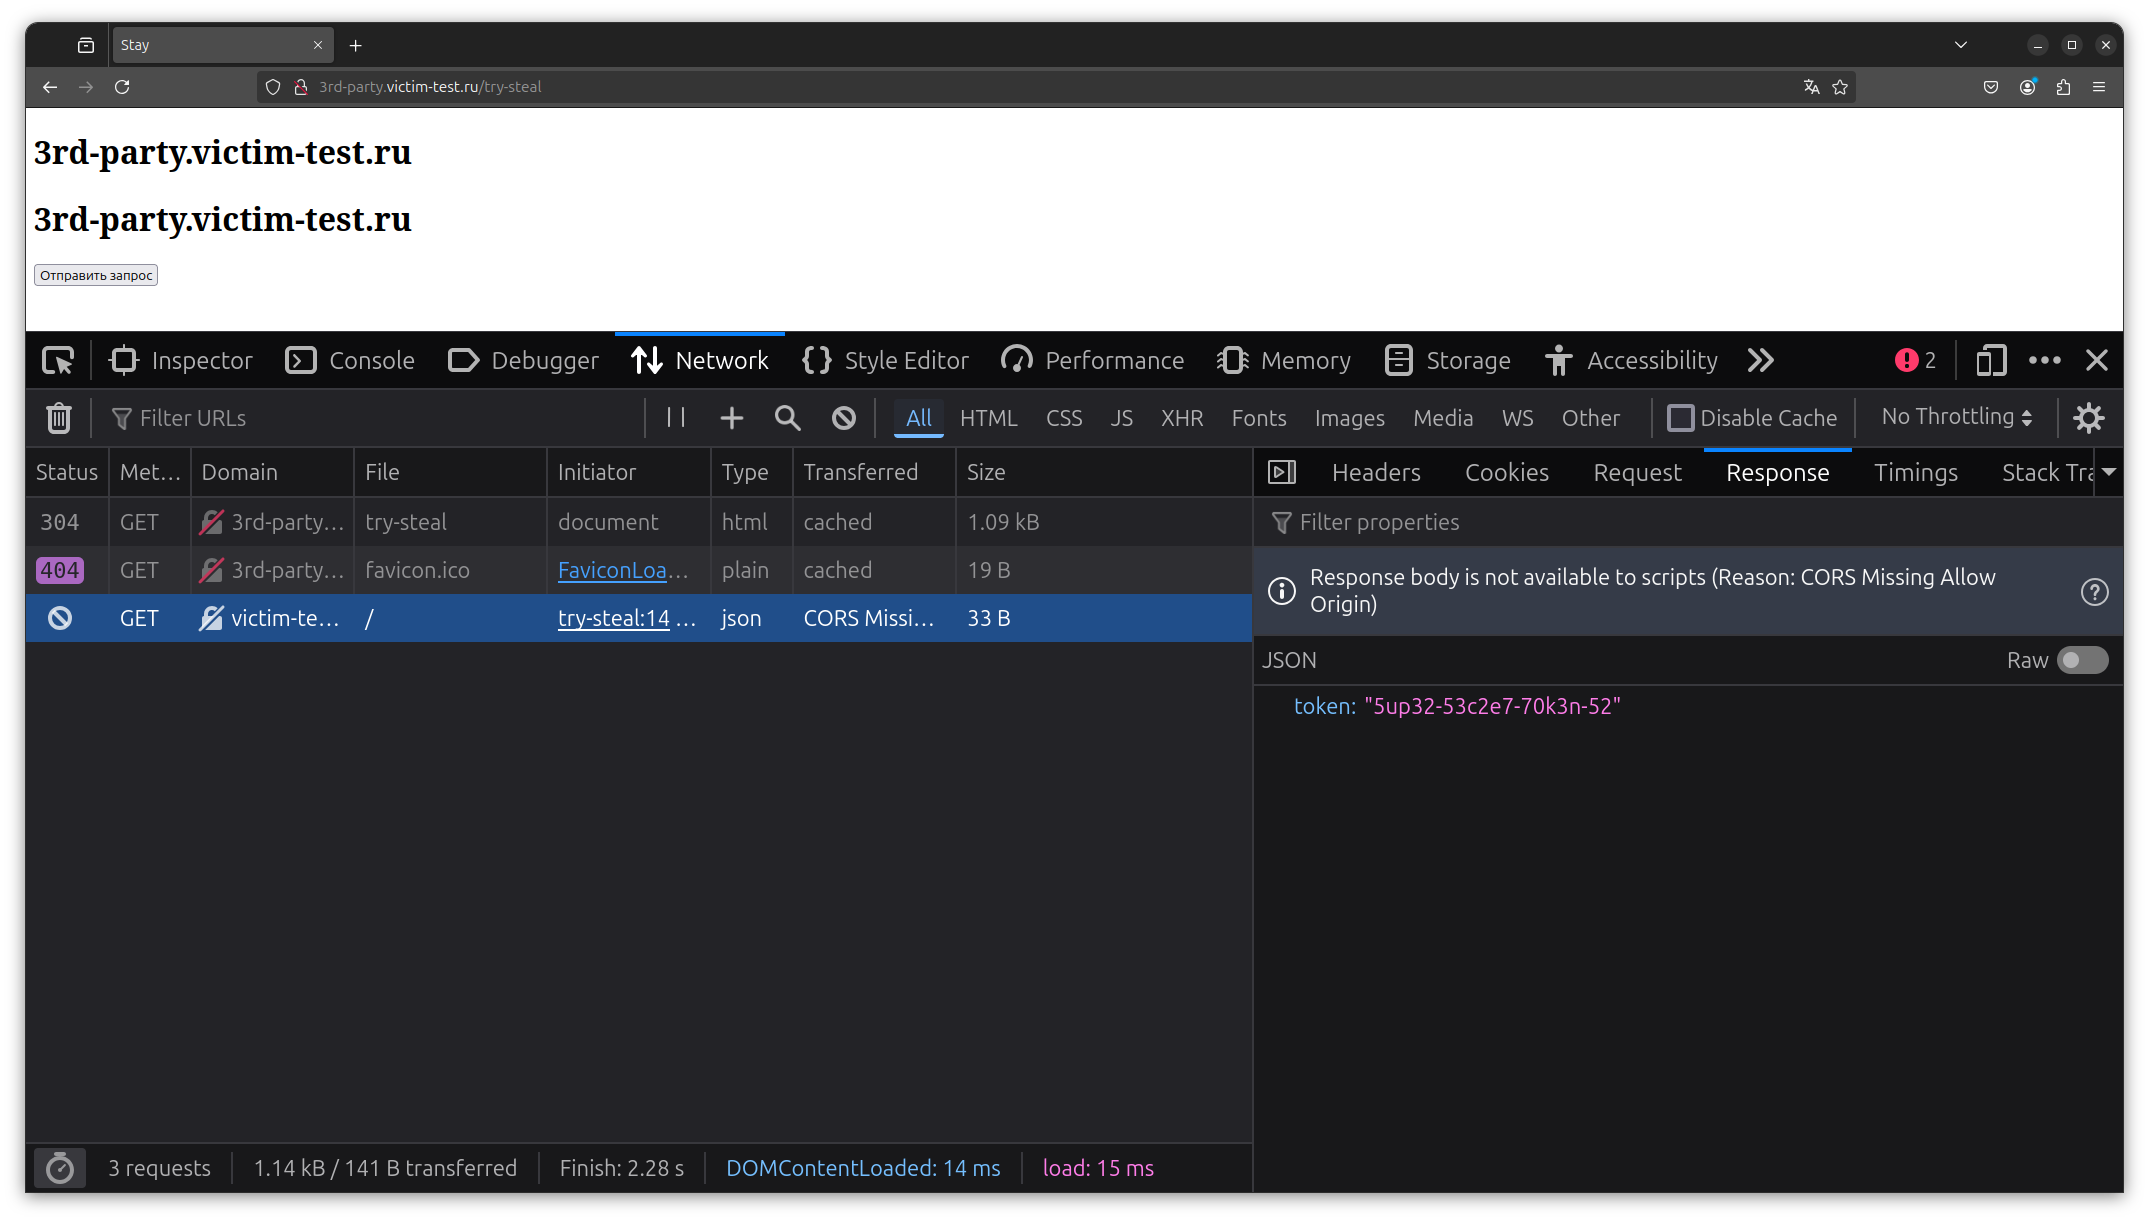 Stay
3rd-party.victim-test.ru/try-steal
3rd-party.victim-test.ru
3rd-party.victim-test.ru
Отправить запрос
Inspector Console Debugger Network Style Editor Performance Memory Storage Accessibility 2
Filter URLs All HTML CSS JS XHR Fonts Images Media WS Other Disable Cache No Throttling
Status Met... Domain File Initiator Type Transferred Size
304 GET 3rd-party... try-steal document html cached 1.09 kB
404 GET 3rd-party... favicon.ico FaviconLoa... plain cached 19 B
GET victim-te... / try-steal:14 ... json CORS Missi... 33 B
Headers Cookies Request Response Timings Stack Tra
Filter properties
Response body is not available to scripts (Reason: CORS Missing Allow
Origin)
JSON Raw
token: "5up32-53c2e7-70k3n-52"
3 requests 1.14 kB / 141 B transferred Finish: 2.28 s DOMContentLoaded: 14 ms load: 15 ms